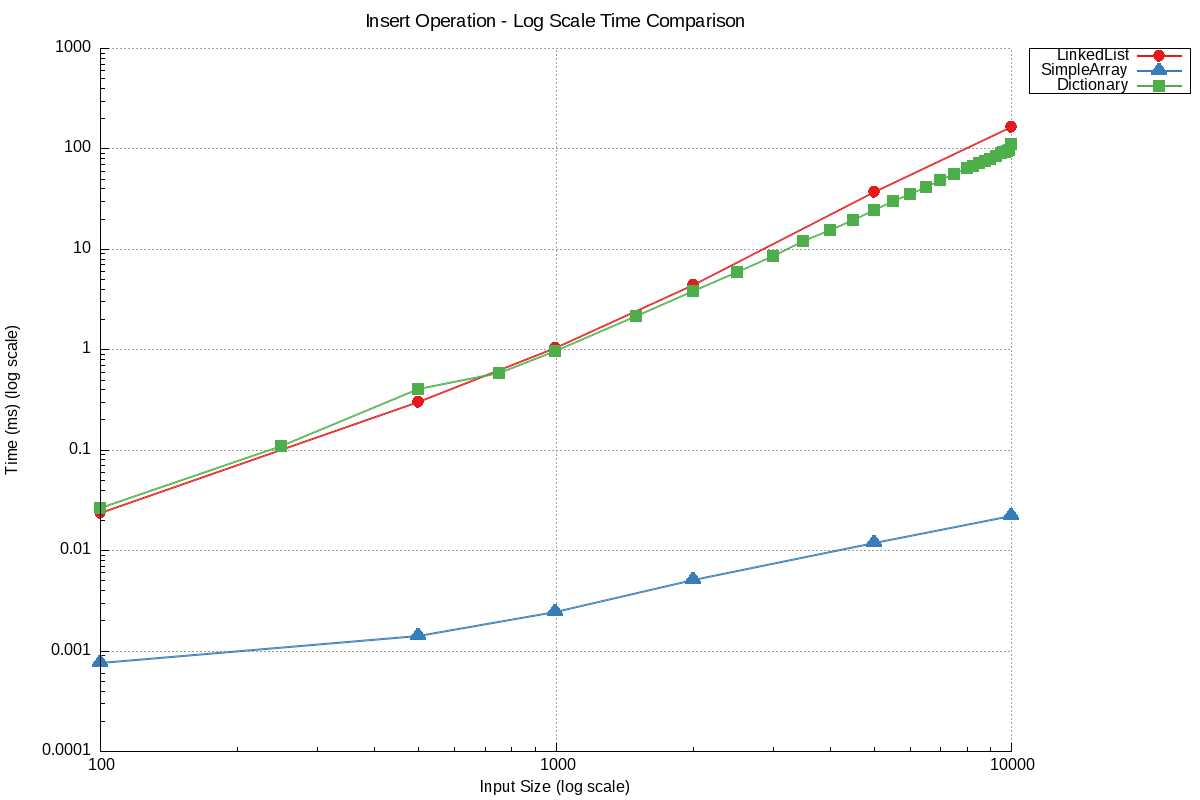 Insert Operation - Log Scale Time Comparison
LinkedList
SimpleArray
Dictionary
1000
100
10
1
0.1
0.01
0.001
0.0001
Time (ms) (log scale)
100
1000
10000
Input Size (log scale)